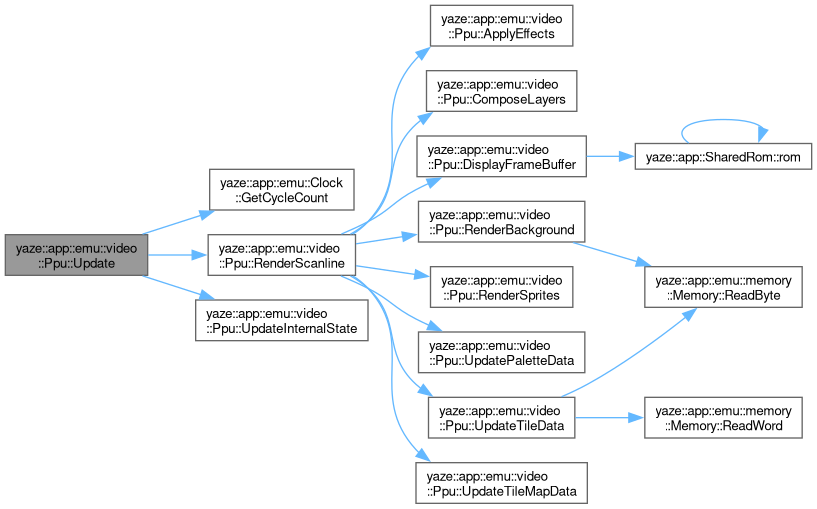 yaze::app::emu::video
::Ppu::Update
yaze::app::emu::Clock
::GetCycleCount
yaze::app::emu::video
::Ppu::RenderScanline
yaze::app::emu::video
::Ppu::UpdateInternalState
yaze::app::emu::video
::Ppu::ApplyEffects
yaze::app::emu::video
::Ppu::ComposeLayers
yaze::app::emu::video
::Ppu::DisplayFrameBuffer
yaze::app::emu::video
::Ppu::RenderBackground
yaze::app::emu::video
::Ppu::RenderSprites
yaze::app::emu::video
::Ppu::UpdatePaletteData
yaze::app::emu::video
::Ppu::UpdateTileData
yaze::app::emu::video
::Ppu::UpdateTileMapData
yaze::app::SharedRom::rom
yaze::app::emu::memory
::Memory::ReadByte
yaze::app::emu::memory
::Memory::ReadWord